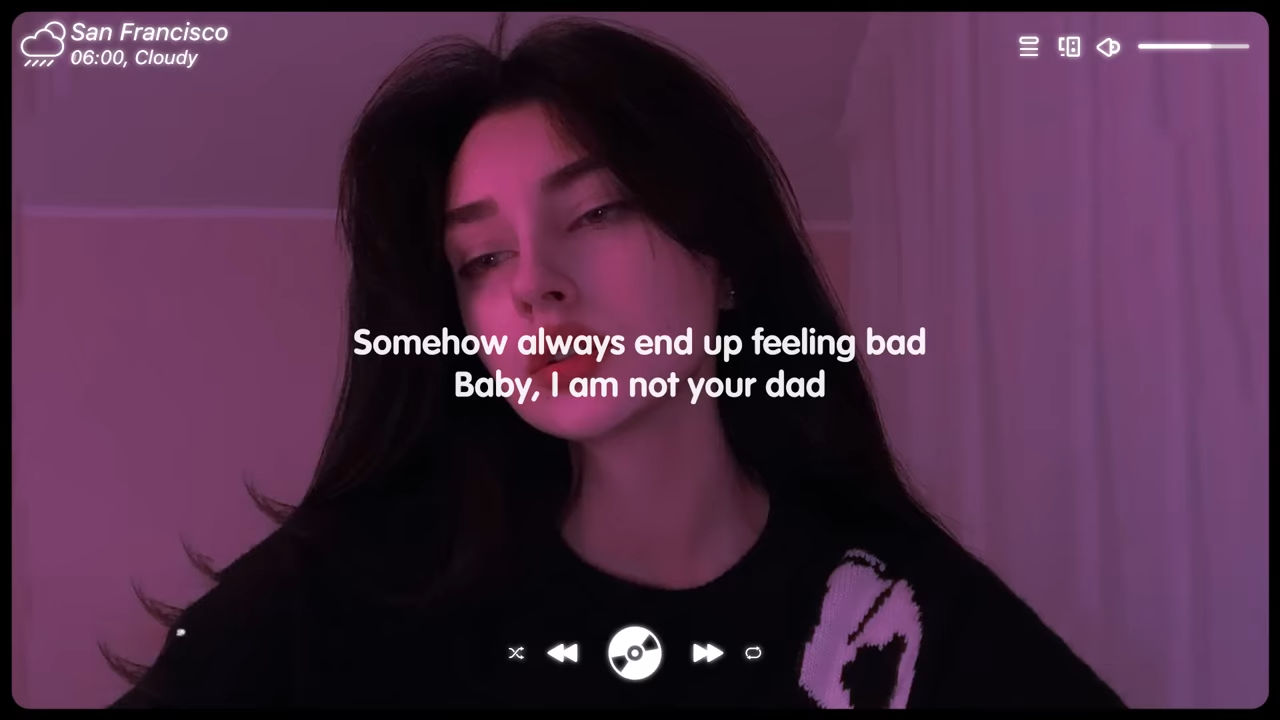 San Francisco
06:00, Cloudy
Somehow always end up feeling bad
Baby, I am not your dad